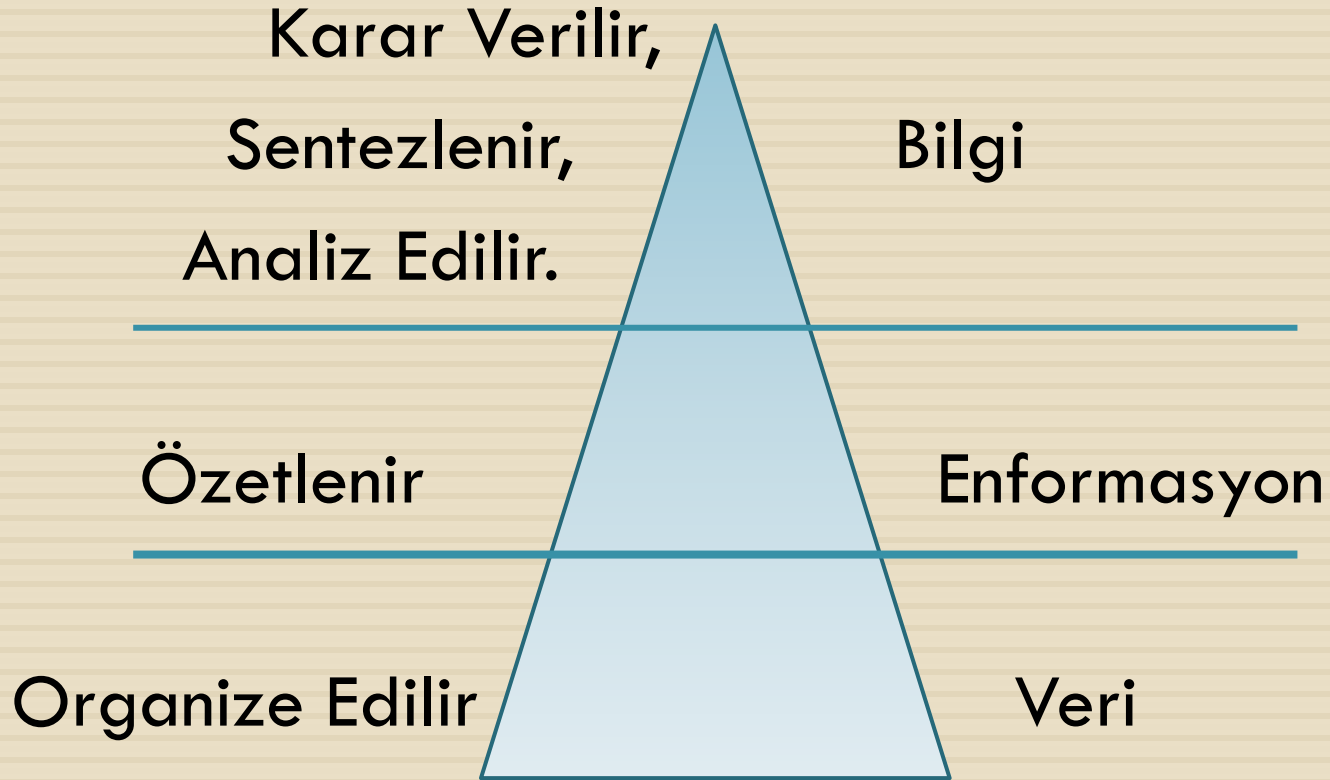 Karar Verilir,
Sentezlenir,
Bilgi
Analiz Edilir.
Özetlenir
Enformasyon
Organize Edilir
Veri